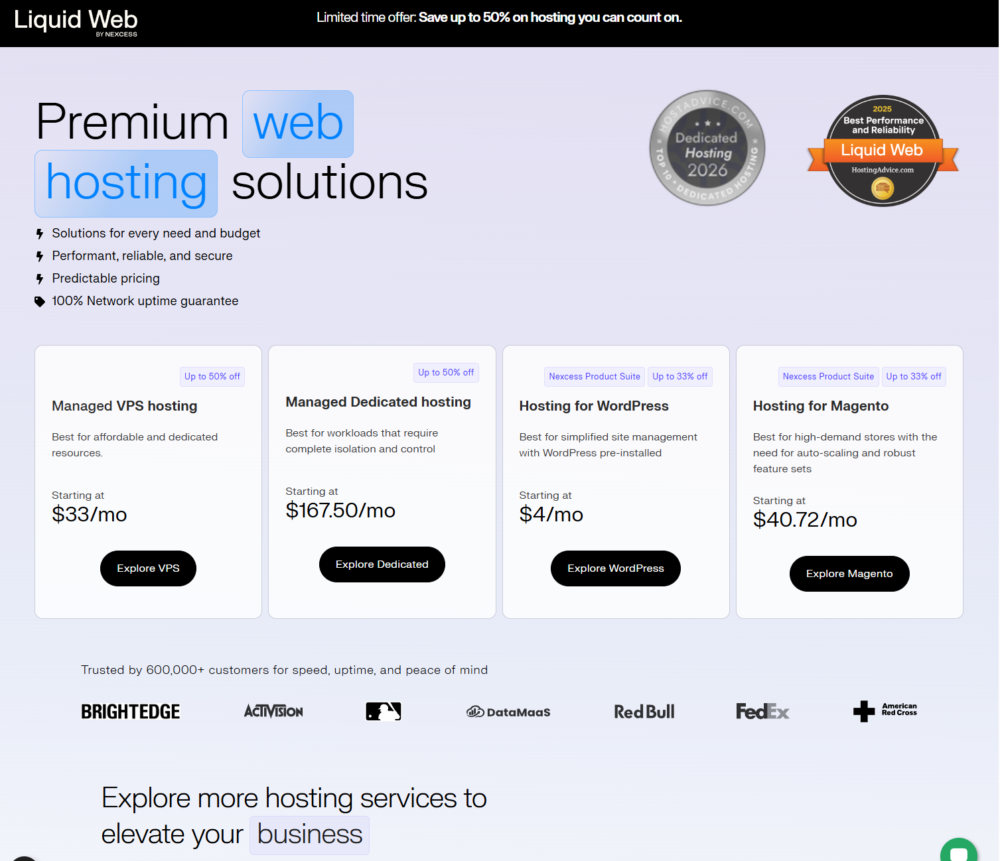 Liquid Web
BY NEXCESS
Limited time offer: Save up to 50% on hosting you can count on.
Premium web
hosting solutions
Solutions for every need and budget
Performant, reliable, and secure
Predictable pricing
100% Network uptime guarantee
HOSTADVICE.COM
Dedicated
Hosting
2026
TOP 10 * DEDICATED HOSTING
2025
Best Performance
and Reliability
Liquid Web
HostingAdvice.com
Up to 50% off
Managed VPS hosting
Best for affordable and dedicated
resources.
Starting at
$33/mo
Explore VPS
Up to 50% off
Managed Dedicated hosting
Best for workloads that require
complete isolation and control
Starting at
$167.50/mo
Explore Dedicated
Nexcess Product Suite
Up to 33% off
Hosting for WordPress
Best for simplified site management
with WordPress pre-installed
Starting at
$4/mo
Explore WordPress
Nexcess Product Suite
Up to 33% off
Hosting for Magento
Best for high-demand stores with the
need for auto-scaling and robust
feature sets
Starting at
$40.72/mo
Explore Magento
Trusted by 600,000+ customers for speed, uptime, and peace of mind
BRIGHTEDGE
ACTIVISION
DataMaaS
Red Bull
FedEx
American
Red Cross
Explore more hosting services to
elevate your business